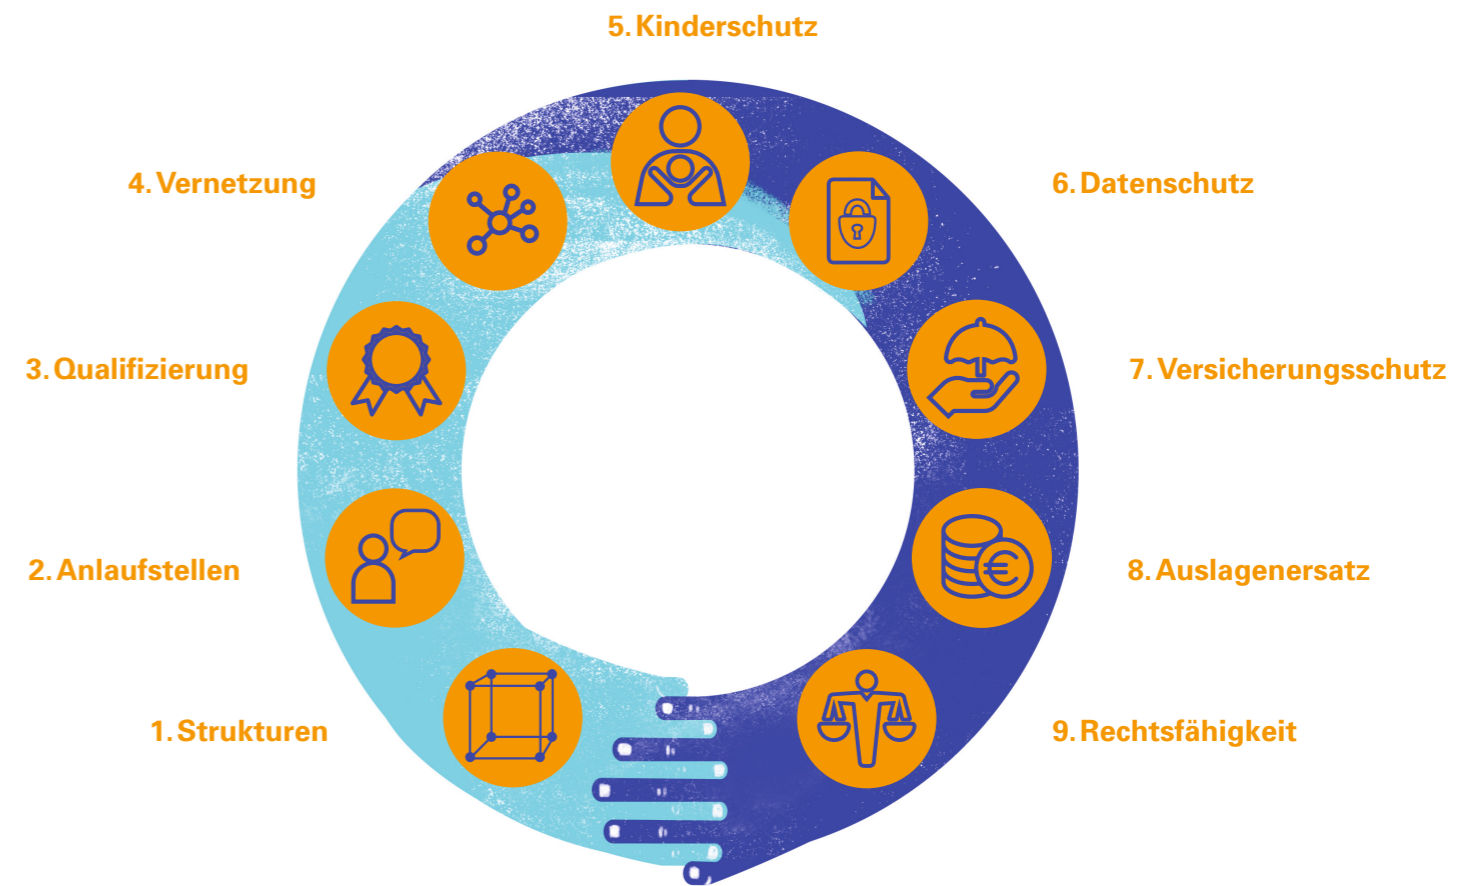 5. Kinderschutz
4. Vernetzung
6. Datenschutz
3. Qualifizierung
7. Versicherungsschutz
2. Anlaufstellen
8. Auslagenersatz
1. Strukturen
9. Rechtsfähigkeit
€